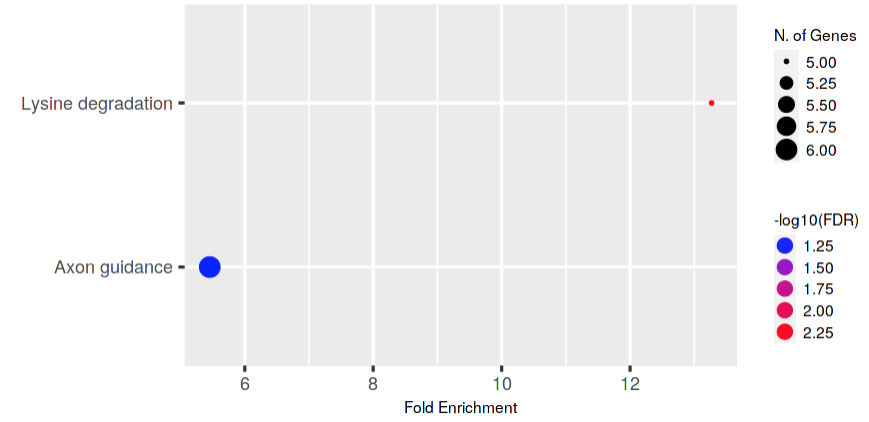 Lysine degradation
Axon guidance
6 8 10 12
Fold Enrichment
N. of Genes
5.00
5.25
5.50
5.75
6.00
-log10(FDR)
1.25
1.50
1.75
2.00
2.25